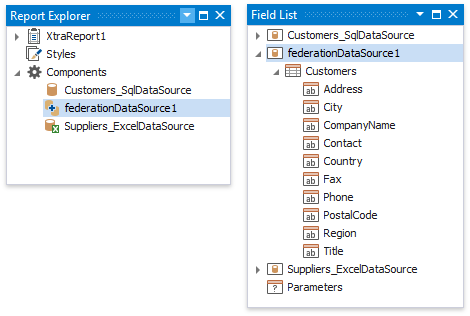 Report Explorer
XtraReport1
Styles
Components
Customers_SqlDataSource
federationDataSource1
Suppliers_ExcelDataSource
Field List
Customers_SqlDataSource
federationDataSource1
Customers
ab Address
ab City
ab CompanyName
ab Contact
ab Country
ab Fax
ab Phone
ab PostalCode
ab Region
ab Title
Suppliers_ExcelDataSource
? Parameters